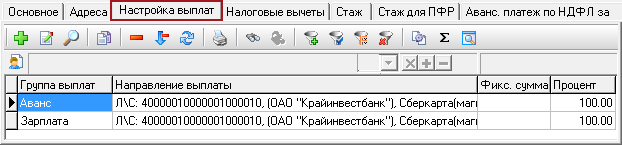 Основное Адреса Настройка выплат Налоговые вычеты Стаж Стаж для ПФР Аванс. платеж по НДФЛ за
Группа выплат Направление выплаты Фикс. сумма Процент
Аванс Л\С: 40000010000001000010, (ОАО "Крайинвестбанк"), Сберкарта(маг 100.00
Зарплата Л\С: 40000010000001000010, (ОАО "Крайинвестбанк"), Сберкарта(маг 100.00